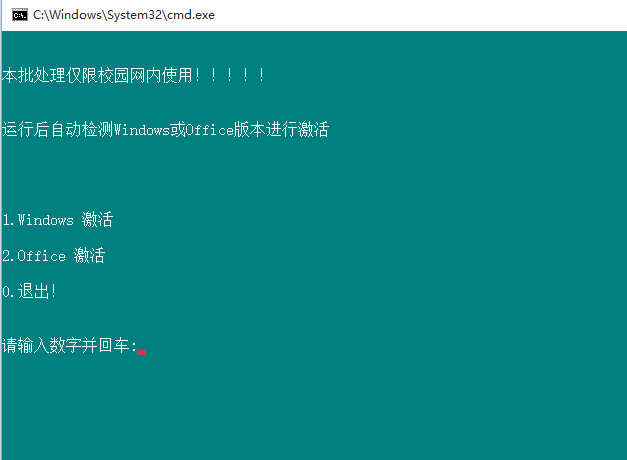 C:\Windows\System32\cmd.exe
本批处理仅限校园网内使用！！！！！
运行后自动检测Windows或Office版本进行激活
1.Windows 激活
2.Office 激活
0.退出!
请输入数字并回车: